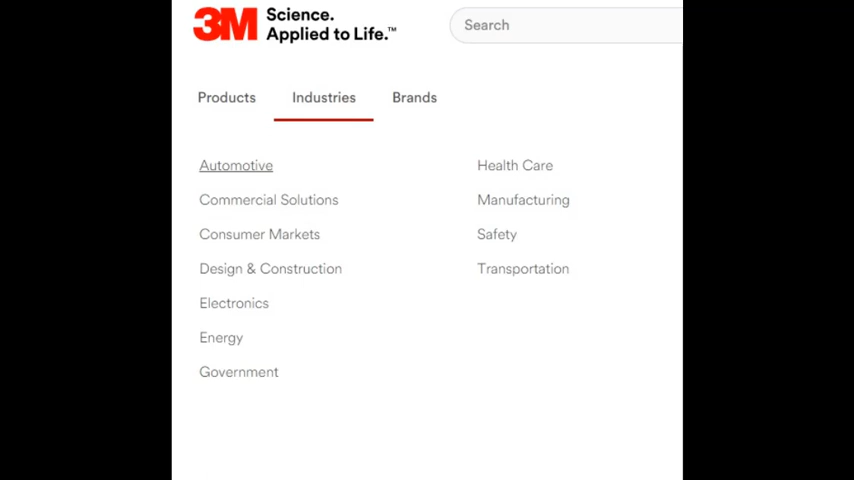 3M Science.
Applied to Life.™
Search
Products Industries Brands
Automotive
Commercial Solutions
Consumer Markets
Design & Construction
Electronics
Energy
Government
Health Care
Manufacturing
Safety
Transportation